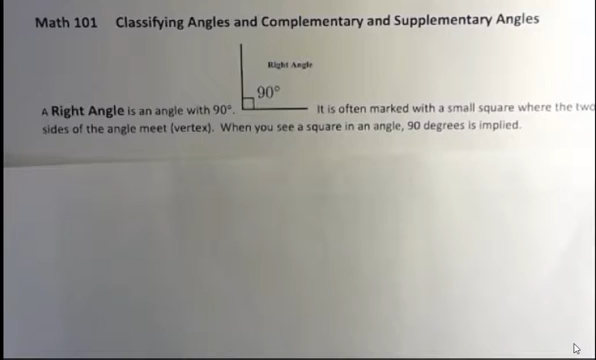 Math 101 Classifying Angles and Complementary and Supplementary Angles
Right Angle
90°
A Right Angle is an angle with 90°. It is often marked with a small square where the two
sides of the angle meet (vertex). When you see a square in an angle, 90 degrees is implied.